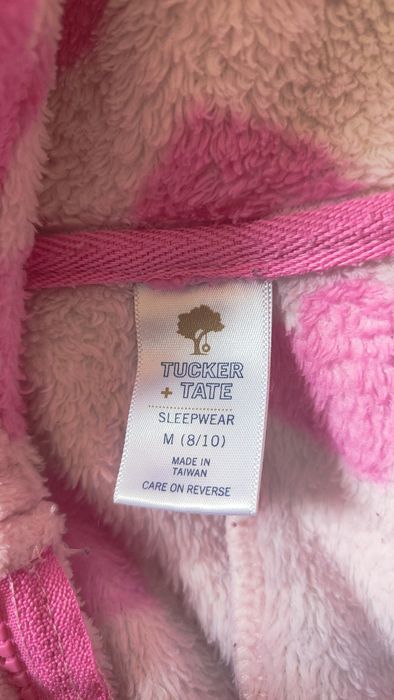 TUCKER
+ TATE
SLEEPWEAR
M (8/10)
MADE IN
TAIWAN
CARE ON REVERSE